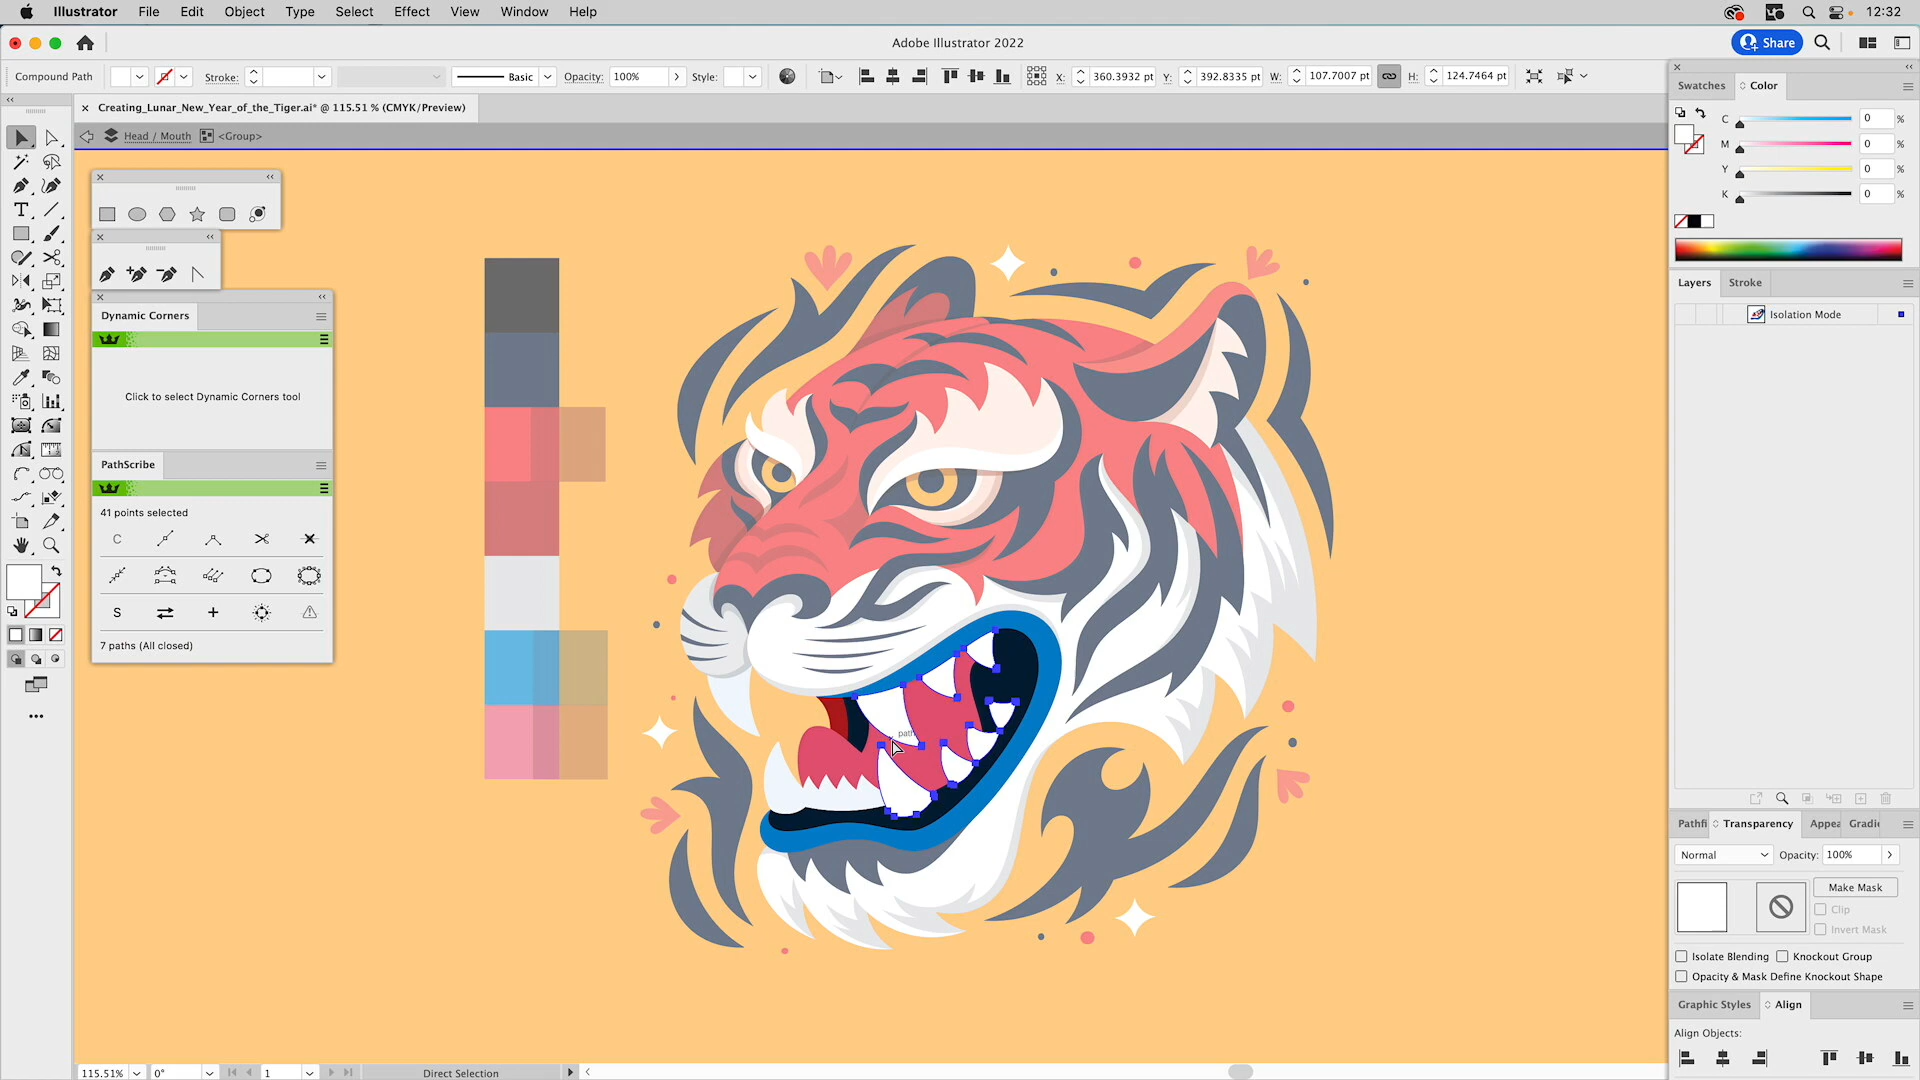 Illustrator File Edit Object Type Select Effect View Window Help 12:32
Adobe Illustrator 2022 Share
Compound Path Stroke: Basic Opacity: 100% Style: X: 360.3932 pt Y: 392.8335 pt W: 107.7007 pt H: 124.7464 pt
Creating_Lunar_New_Year_of_the_Tiger.ai* @ 115.51 % (CMYK/Preview)
Head / Mouth <Group>
Swatches Color
C 0 %
M 0 %
Y 0 %
K 0 %
Layers Stroke
Isolation Mode
Dynamic Corners
Click to select Dynamic Corners tool
PathScribe
41 points selected
C
S
7 paths (All closed)
path
Pathfi Transparency Appea Gradi
Normal Opacity: 100%
Make Mask
Clip
Invert Mask
Isolate Blending Knockout Group
Opacity & Mask Define Knockout Shape
Graphic Styles Align
Align Objects:
115.51% 0° 1 Direct Selection